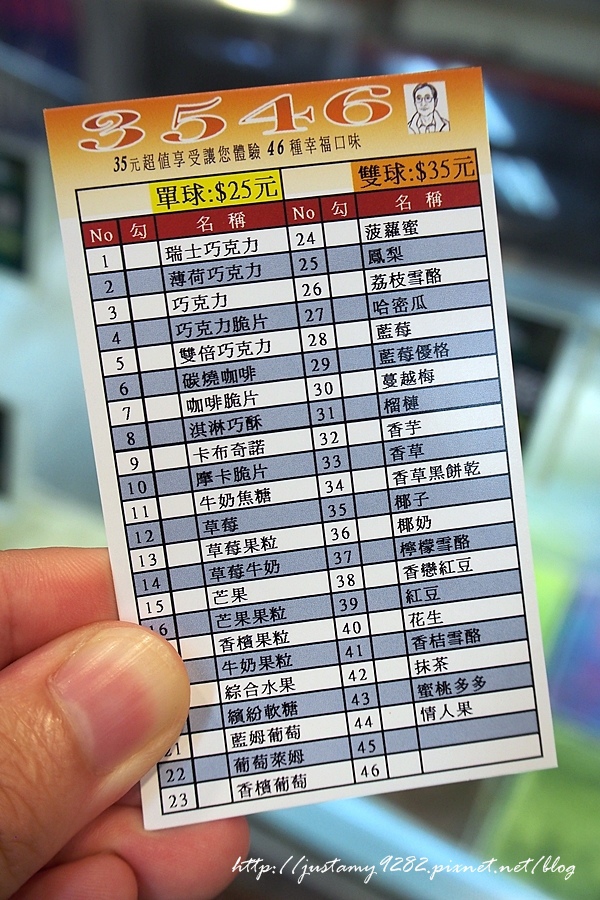 3546
35元超值享受讓您體驗 46 種幸福口味
單球:$25元 雙球:$35元
No 勾 名稱 No 勾 名稱
1 瑞士巧克力 24 菠蘿蜜
2 薄荷巧克力 25 鳳梨
3 巧克力 26 荔枝雪酪
4 巧克力脆片 27 哈密瓜
5 雙倍巧克力 28 藍莓
6 碳燒咖啡 29 藍莓優格
7 咖啡脆片 30 蔓越梅
8 淇淋巧酥 31 榴槤
9 卡布奇諾 32 香芋
10 摩卡脆片 33 香草
11 牛奶焦糖 34 香草黑餅乾
12 草莓 35 椰子
13 草莓果粒 36 椰奶
14 草莓牛奶 37 檸檬雪酪
15 芒果 38 香戀紅豆
16 芒果果粒 39 紅豆
香檳果粒 40 花生
牛奶果粒 41 香桔雪酪
綜合水果 42 抹茶
繽紛軟糖 43 蜜桃多多
21 藍姆葡萄 44 情人果
22 葡萄萊姆 45
23 香檳葡萄 46
http://justamy9282.pixnet.net/blog